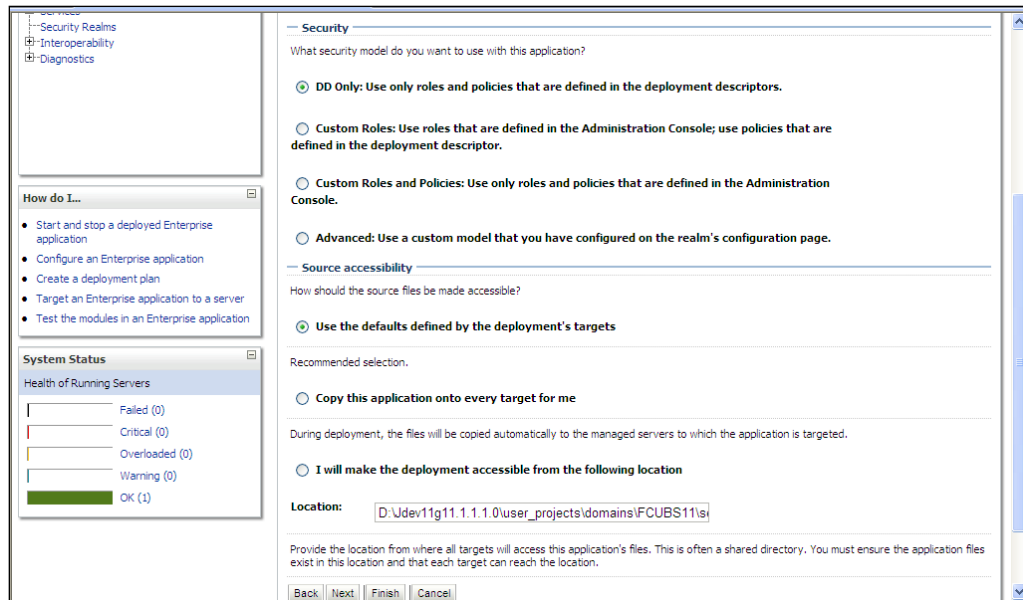 Services
Security Realms
Interoperability
Diagnostics
How do I...
Start and stop a deployed Enterprise
application
Configure an Enterprise application
Create a deployment plan
Target an Enterprise application to a server
Test the modules in an Enterprise application
System Status
Health of Running Servers
Failed (0)
Critical (0)
Overloaded (0)
Warning (0)
OK (1)
Security
What security model do you want to use with this application?
DD Only: Use only roles and policies that are defined in the deployment descriptors.
Custom Roles: Use roles that are defined in the Administration Console; use policies that are
defined in the deployment descriptor.
Custom Roles and Policies: Use only roles and policies that are defined in the Administration
Console.
Advanced: Use a custom model that you have configured on the realm's configuration page.
Source accessibility
How should the source files be made accessible?
Use the defaults defined by the deployment's targets
Recommended selection.
Copy this application onto every target for me
During deployment, the files will be copied automatically to the managed servers to which the application is targeted.
I will make the deployment accessible from the following location
Location: D:\Jdev11g11.1.1.1.0\user_projects\domains\FCUBS11\se
Provide the location from where all targets will access this application's files. This is often a shared directory. You must ensure the application files
exist in this location and that each target can reach the location.
Back Next Finish Cancel